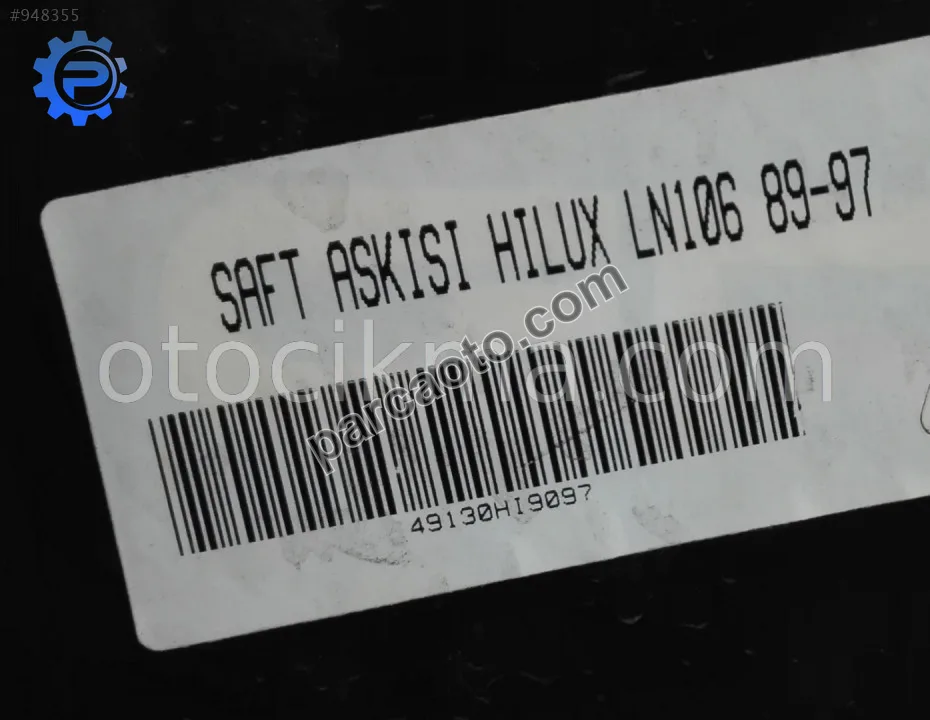 #948355
P
SAFT ASKISI HILUX LN106 89-97
parcaoto.com
otocikma.com
49130HI9097